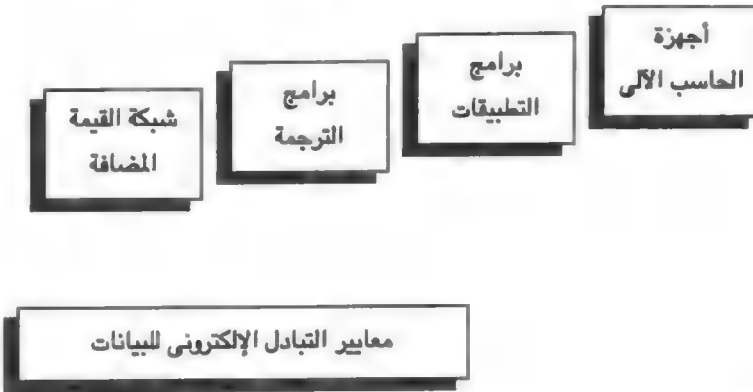 أجهزة
الحاسب الآلى
برامج
التطبيقات
برامج
الترجمة
شبكة القيمة
المضافة
معايير التبادل الإلكترونى للبيانات